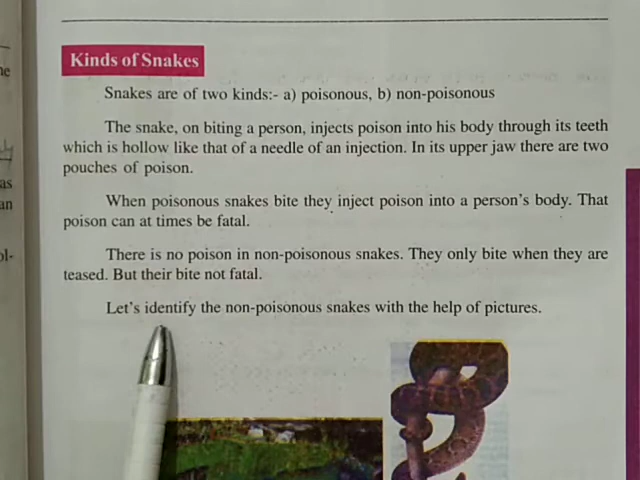 Kinds of Snakes
Snakes are of two kinds:- a) poisonous, b) non-poisonous
The snake, on biting a person, injects poison into his body through its teeth
which is hollow like that of a needle of an injection. In its upper jaw there are two
pouches of poison.
When poisonous snakes bite they inject poison into a person's body. That
poison can at times be fatal.
There is no poison in non-poisonous snakes. They only bite when they are
teased. But their bite not fatal.
Let's identify the non-poisonous snakes with the help of pictures.